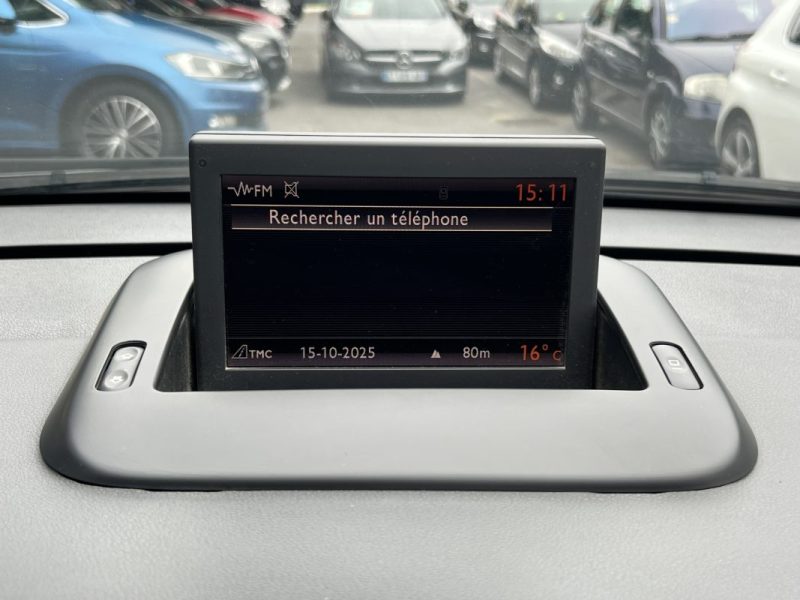 FM 15:11
Rechercher un téléphone
TMC 15-10-2025 80m 16°C